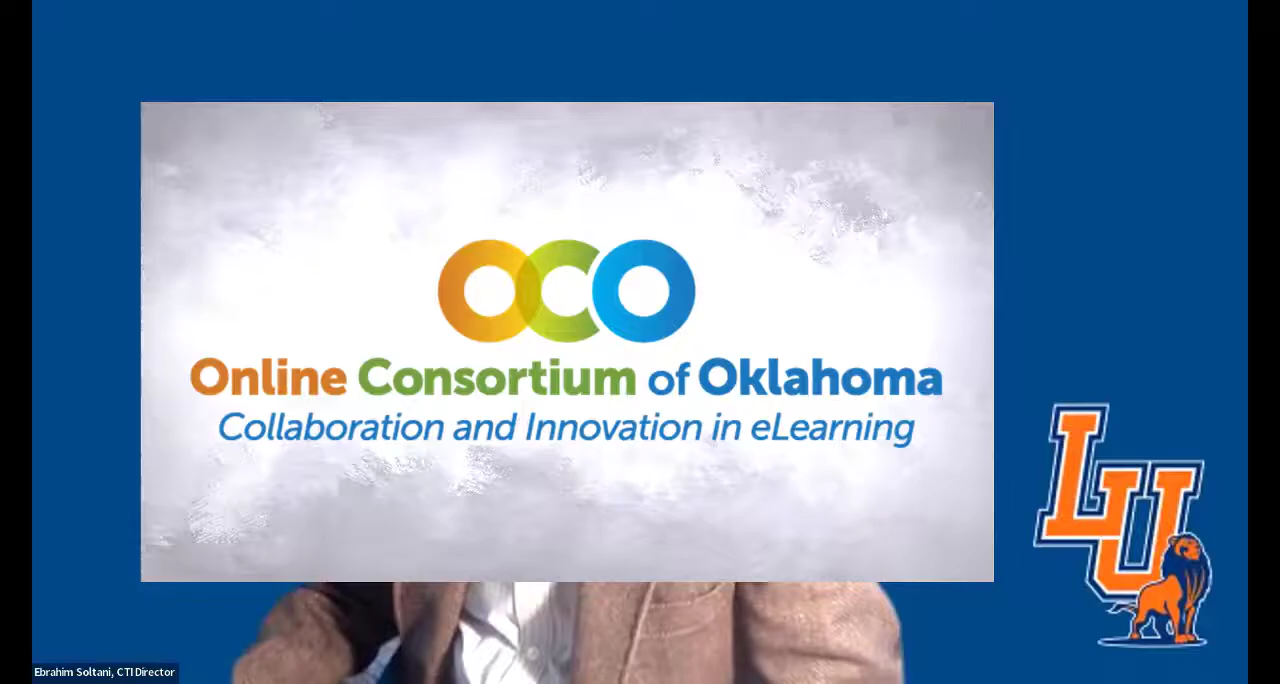 OCO
Online Consortium of Oklahoma
Collaboration and Innovation in eLearning
LU
Ebrahim Soltani, CTI Director